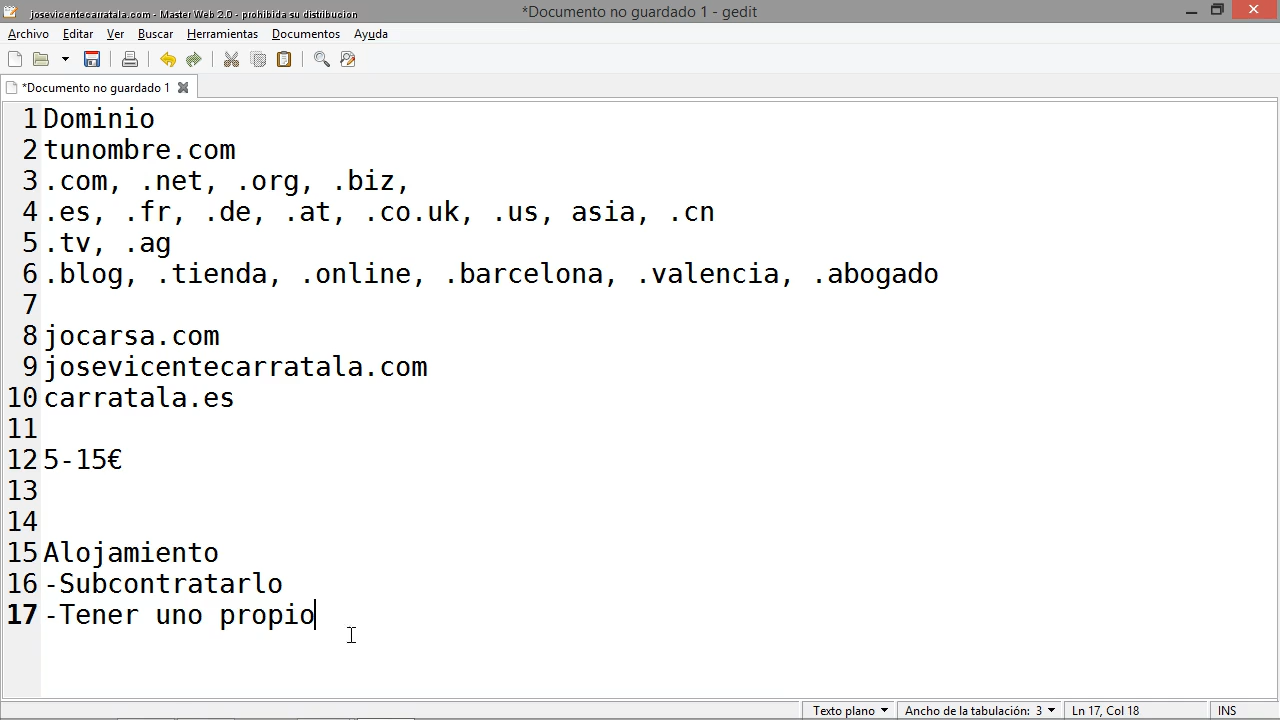 josevicentecarratala.com - Master Web 2.0 - prohibida su distribucion
*Documento no guardado 1 - gedit
Archivo Editar Ver Buscar Herramientas Documentos Ayuda
*Documento no guardado 1
1 Dominio
2 tunombre.com
3 .com, .net, .org, .biz,
4 .es, .fr, .de, .at, .co.uk, .us, asia, .cn
5 .tv, .ag
6 .blog, .tienda, .online, .barcelona, .valencia, .abogado
7
8 jocarsa.com
9 josevicentecarratala.com
10 carratala.es
11
12 5-15€
13
14
15 Alojamiento
16 -Subcontratarlo
17 -Tener uno propio
Texto plano Ancho de la tabulación: 3 Ln 17, Col 18 INS